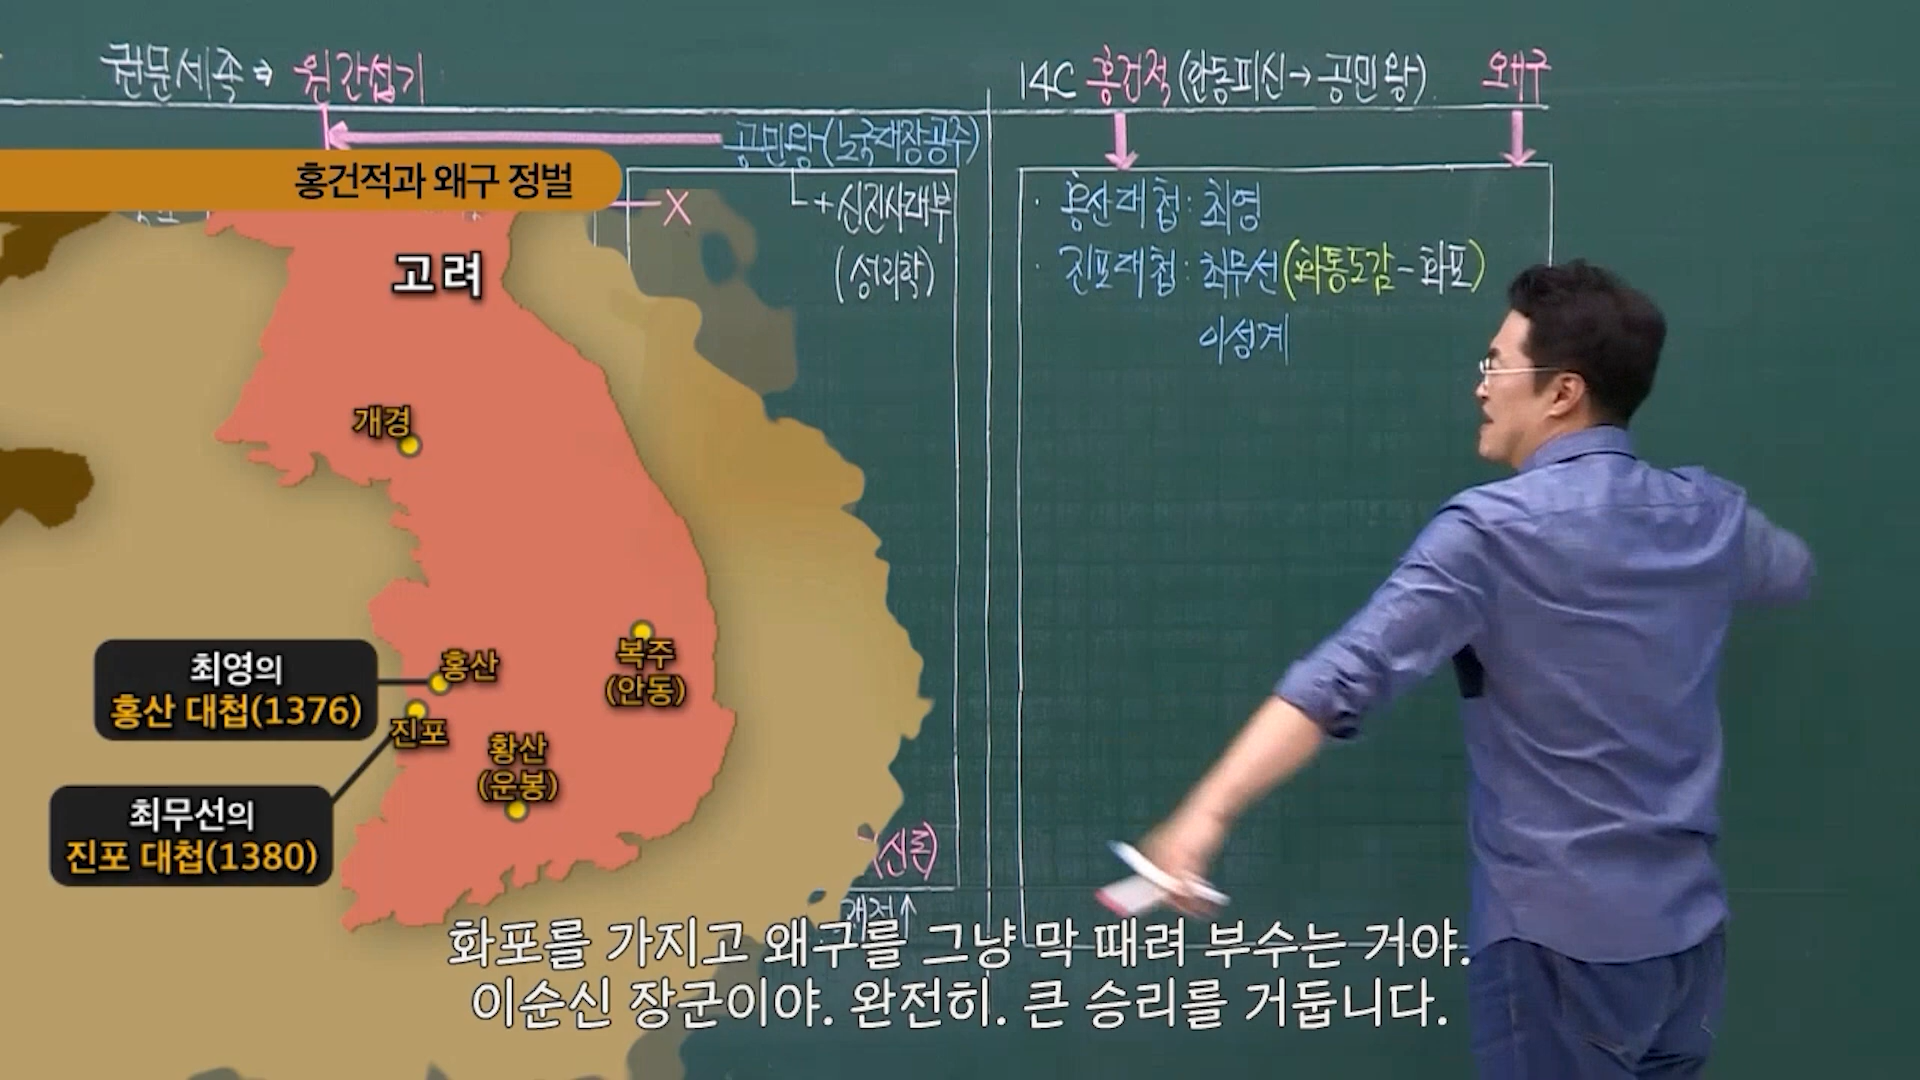 권문세족 ⇒ 원간섭기
14C 홍건적 (안동피신→공민왕) 왜구
공민왕(노국대장공주)
홍건적과 왜구 정벌
X
+신진사대부
(성리학)
· 홍산대첩 : 최영
· 진포대첩 : 최무선(화통도감-화포)
이성계
고려
개경
홍산
복주
(안동)
최영의
홍산 대첩(1376)
진포
황산
(운봉)
최무선의
진포 대첩(1380)
(신돈)
화포를 가지고 왜구를 그냥 막 때려 부수는 거야.
이순신 장군이야. 완전히. 큰 승리를 거둡니다.